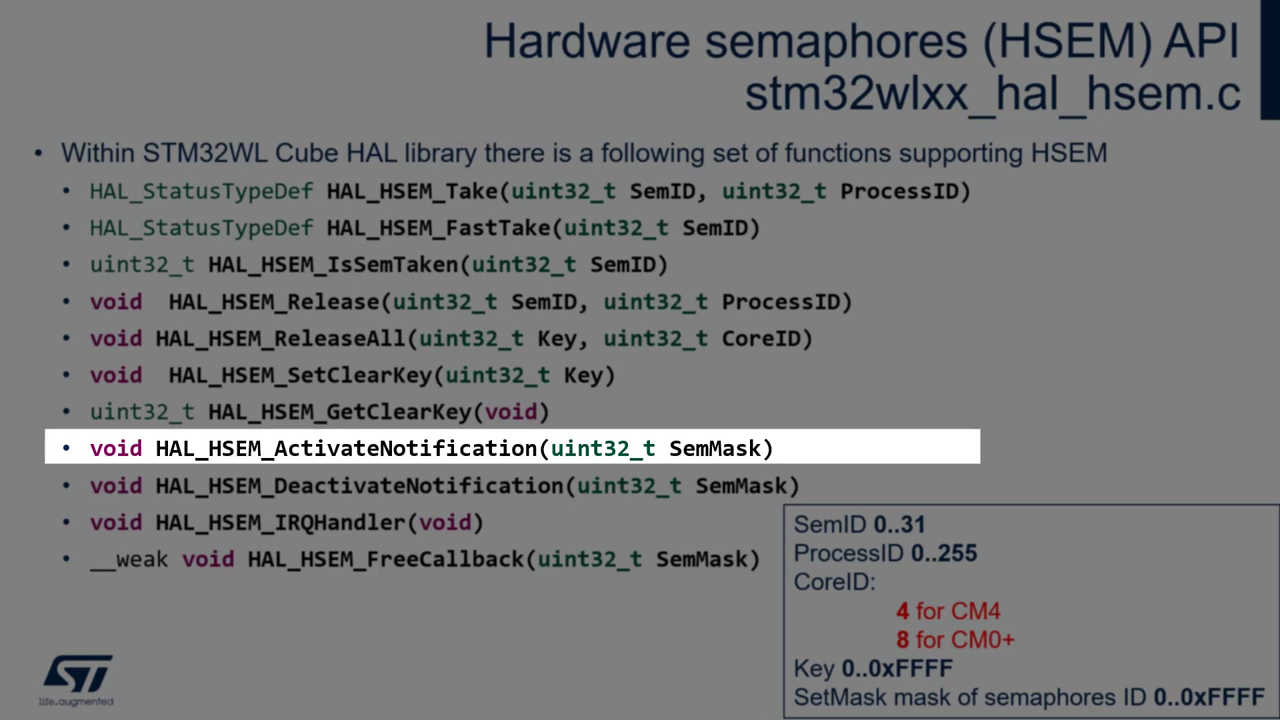 Hardware semaphores (HSEM) API
stm32wlxx_hal_hsem.c
• Within STM32WL Cube HAL library there is a following set of functions supporting HSEM
• HAL_StatusTypeDef HAL_HSEM_Take(uint32_t SemID, uint32_t ProcessID)
• HAL_StatusTypeDef HAL_HSEM_FastTake(uint32_t SemID)
• uint32_t HAL_HSEM_IsSemTaken(uint32_t SemID)
• void HAL_HSEM_Release(uint32_t SemID, uint32_t ProcessID)
• void HAL_HSEM_ReleaseAll(uint32_t Key, uint32_t CoreID)
• void HAL_HSEM_SetClearKey(uint32_t Key)
• uint32_t HAL_HSEM_GetClearKey(void)
• void HAL_HSEM_ActivateNotification(uint32_t SemMask)
• void HAL_HSEM_DeactivateNotification(uint32_t SemMask)
• void HAL_HSEM_IRQHandler(void)
• __weak void HAL_HSEM_FreeCallback(uint32_t SemMask)
SemID 0..31
ProcessID 0..255
CoreID:
4 for CM4
8 for CM0+
Key 0..0xFFFF
SetMask mask of semaphores ID 0..0xFFFF
ST
life.augmented